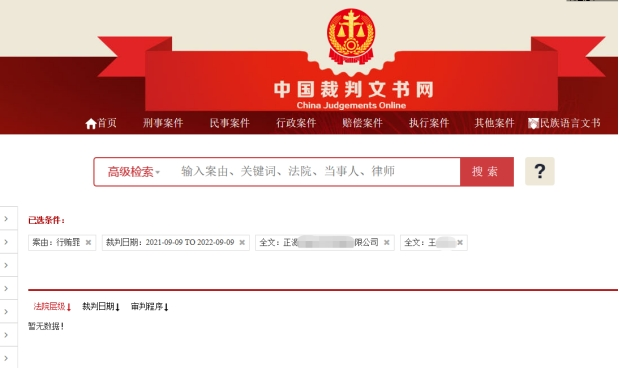 中国裁判文书网
China Judgements Online
首页 刑事案件 民事案件 行政案件 赔偿案件 执行案件 其他案件 民族语言文书
高级检索 输入案由、关键词、法院、当事人、律师 搜索 ?
已选条件:
案由:行贿罪 × 裁判日期:2021-09-09 TO 2022-09-09 × 全文:正 限公司 × 全文:王 ×
法院层级↓ 裁判日期↓ 审判程序↓
暂无数据!